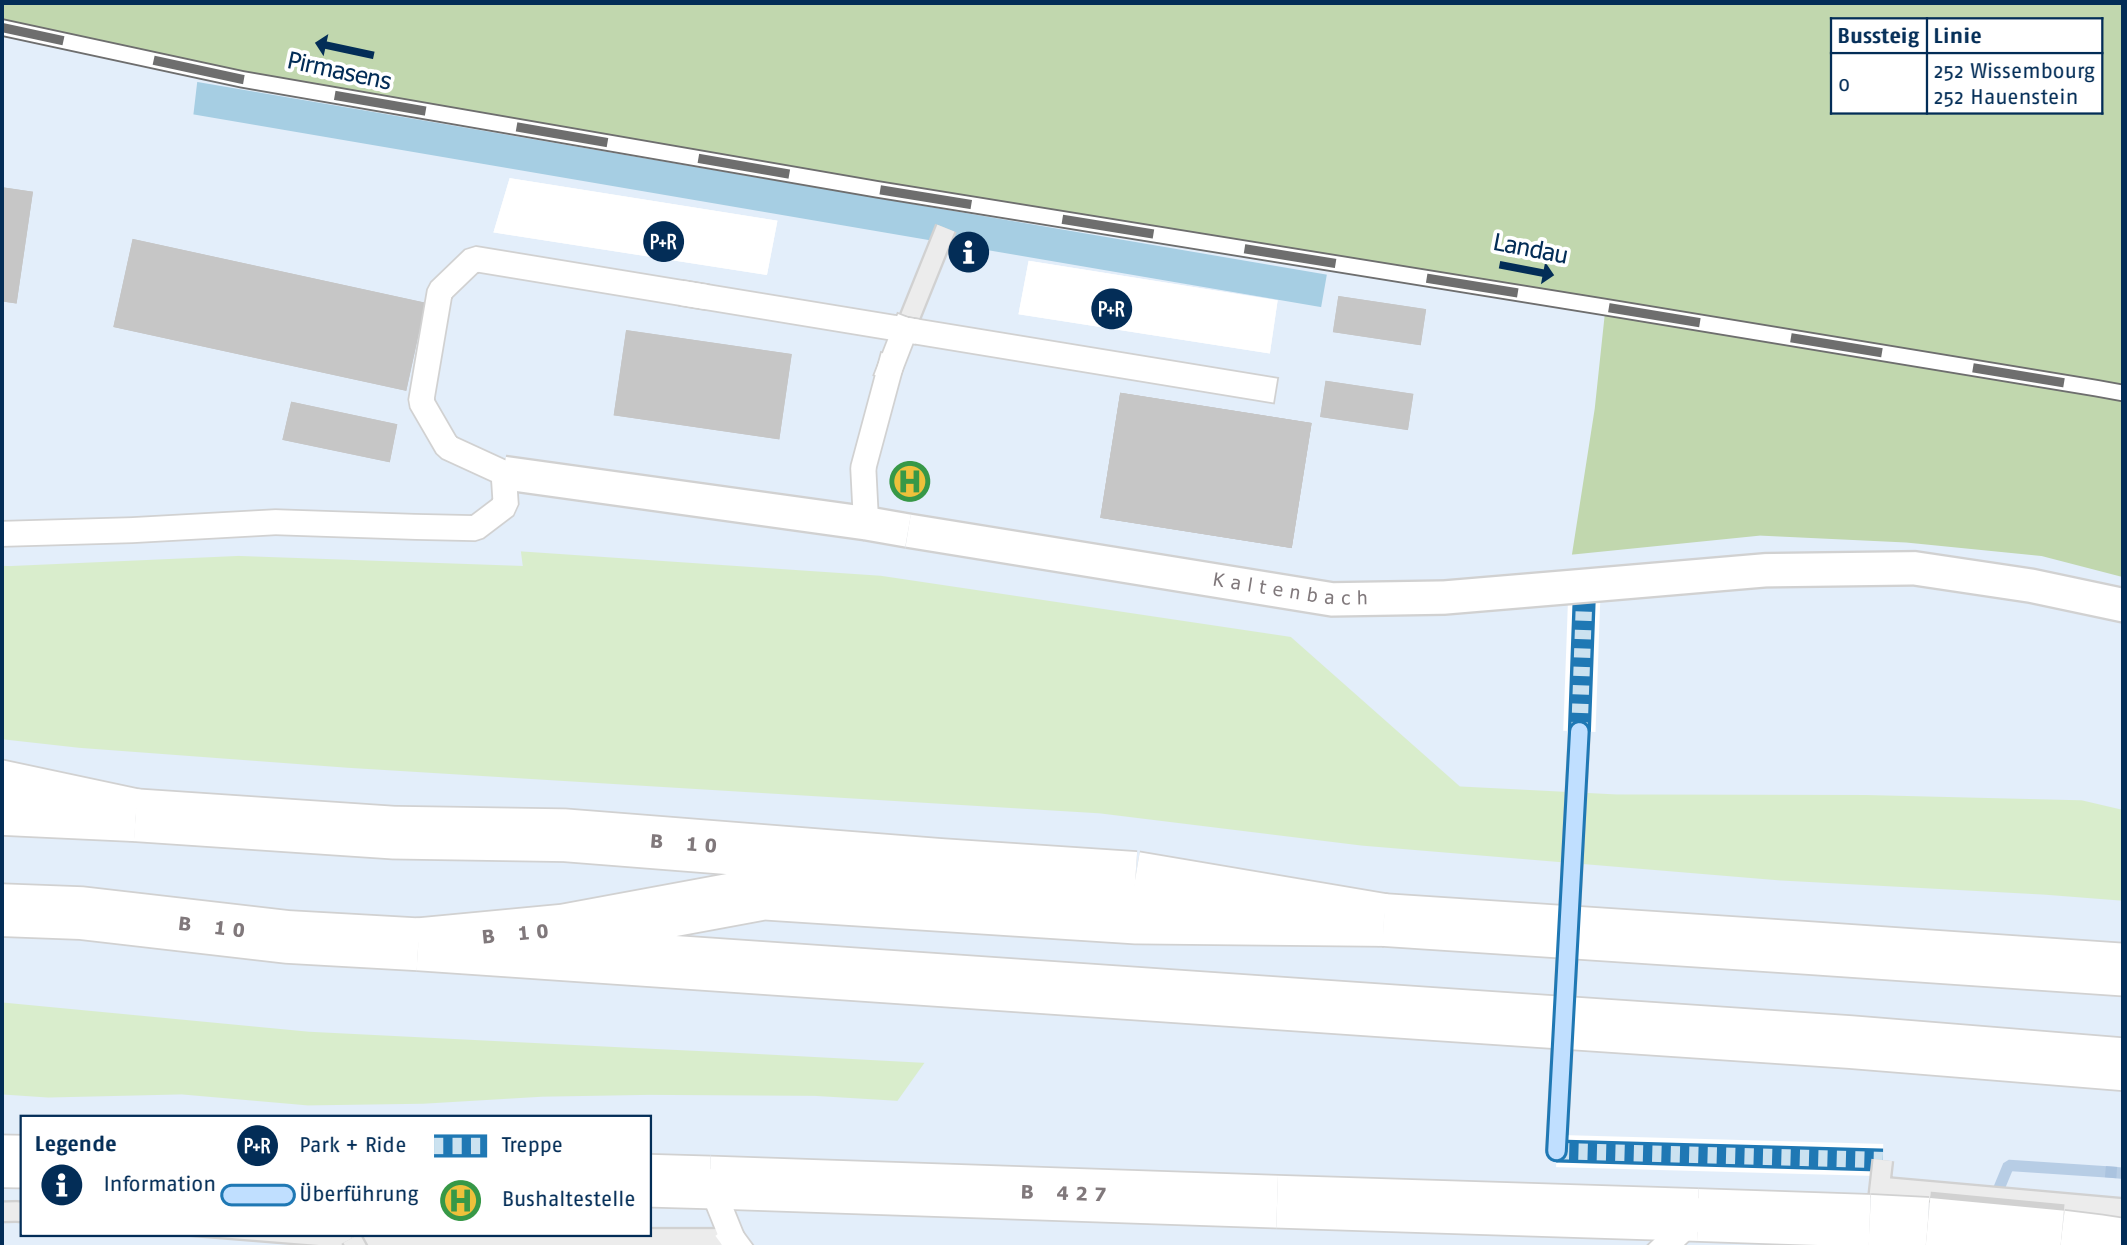 Pirmasens
Bussteig Linie
0 252 Wissembourg
252 Hauenstein
P+R
Landau
P+R
H
Kaltenbach
B 10
B 10
B 10
B 427
Legende
P+R Park + Ride
Treppe
i Information
Überführung
H Bushaltestelle